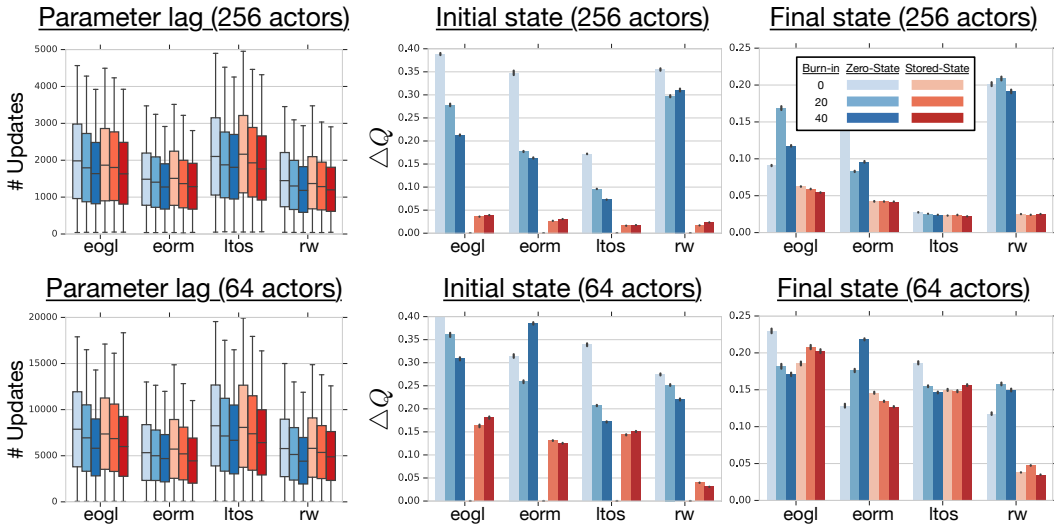 Parameter lag (256 actors)
Initial state (256 actors)
Final state (256 actors)
# Updates
5000
4000
3000
2000
1000
0
eogl
eorm
ltos
rw
△Q
0.40
0.35
0.30
0.25
0.20
0.15
0.10
0.05
0.00
eogl
eorm
ltos
rw
0.25
0.20
0.15
0.10
0.05
0.00
Burn-in Zero-State Stored-State
0
20
40
eogl
eorm
ltos
rw
Parameter lag (64 actors)
Initial state (64 actors)
Final state (64 actors)
# Updates
20000
15000
10000
5000
0
eogl
eorm
ltos
rw
△Q
0.40
0.35
0.30
0.25
0.20
0.15
0.10
0.05
0.00
eogl
eorm
ltos
rw
0.25
0.20
0.15
0.10
0.05
0.00
eogl
eorm
ltos
rw